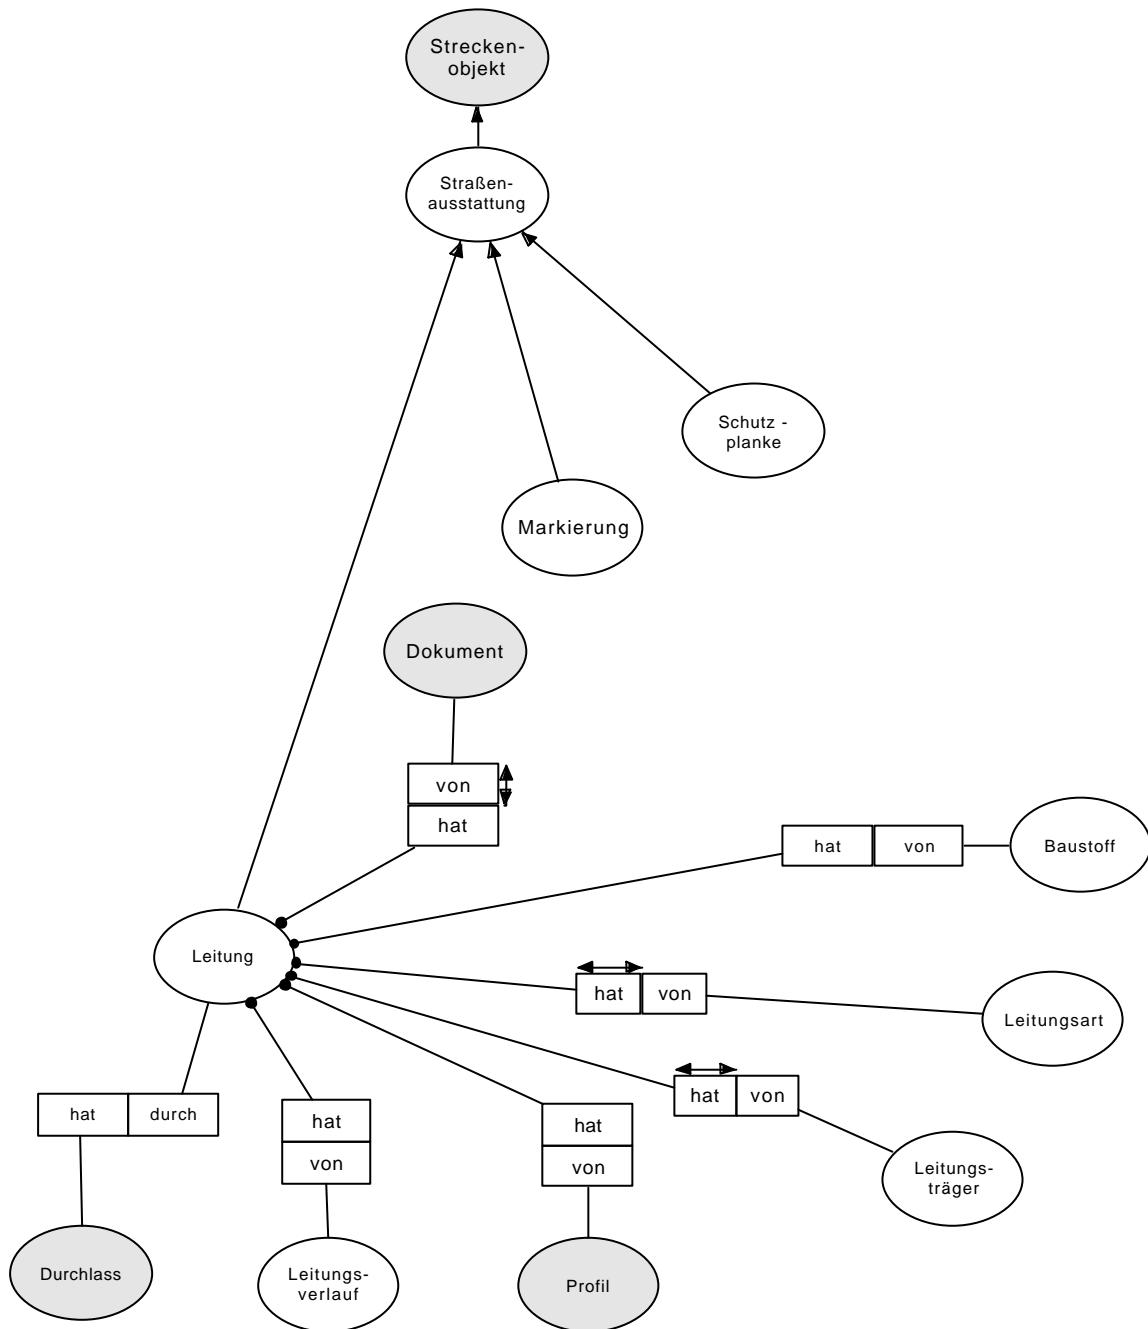 Strecken-
objekt
Straßen-
ausstattung
Schutz -
planke
Markierung
Dokument
von
hat
hat von
Baustoff
Leitung
hat von
Leitungsart
hat von
hat durch
hat
von
hat
von
Leitungs-
träger
Durchlass
Leitungs-
verlauf
Profil